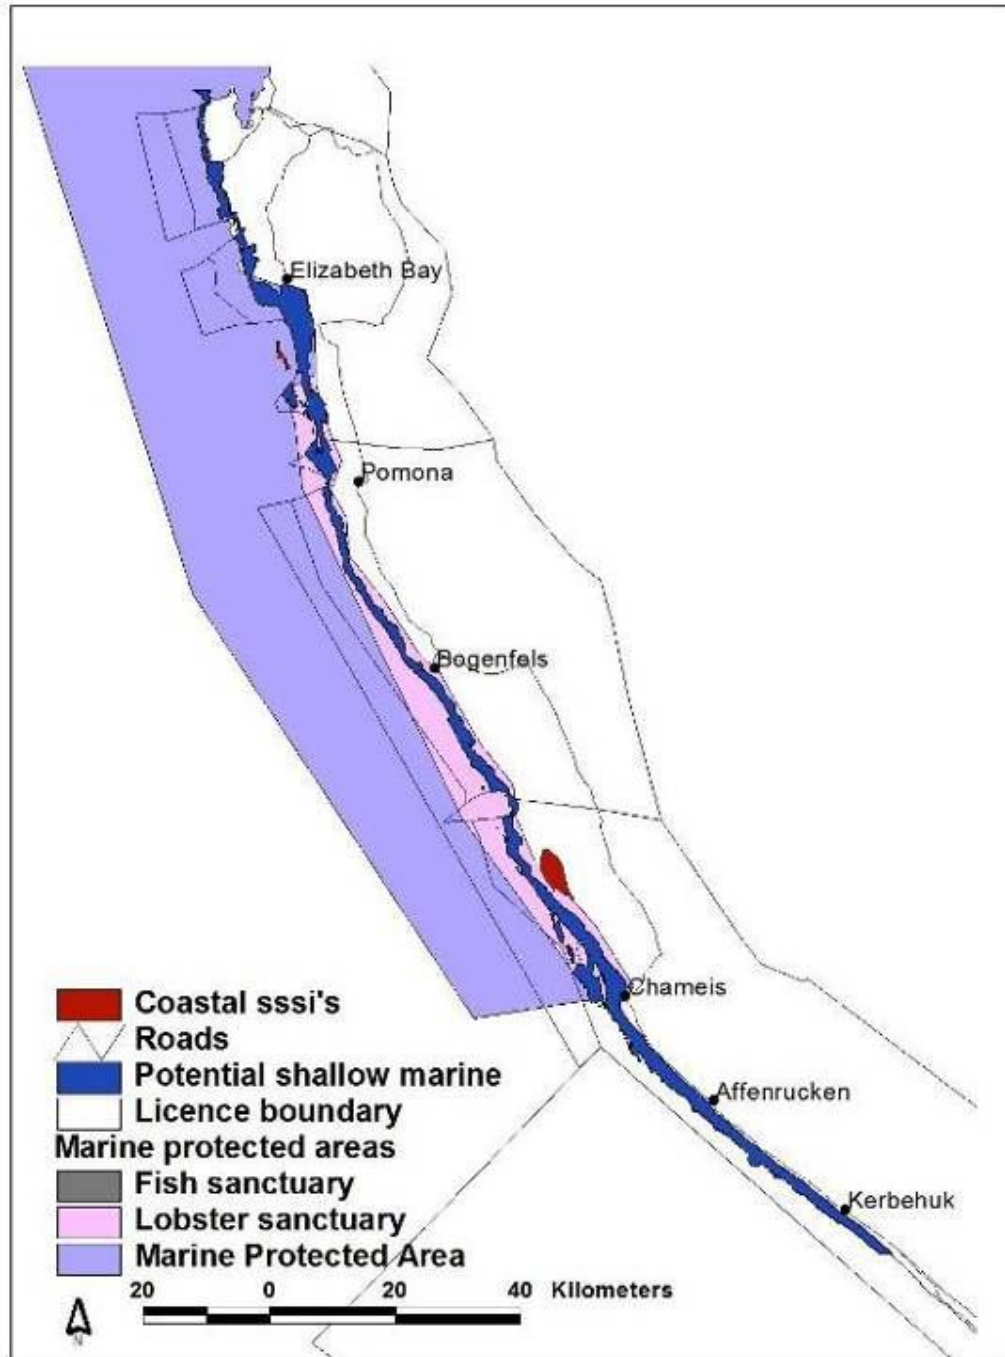 Elizabeth Bay
Pomona
Bogenfels
Chameis
Affenrucken
Kerbehuk
Coastal sssi's
Roads
Potential shallow marine
Licence boundary
Marine protected areas
Fish sanctuary
Lobster sanctuary
Marine Protected Area
20 0 20 40 Kilometers
N